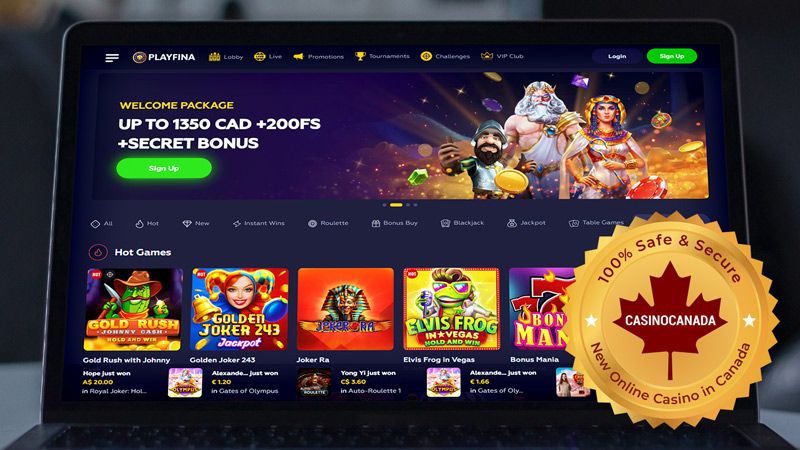 PLAYFINA
Lobby
Live
Promotions
Tournaments
Challenges
VIP Club
Login
Sign Up
WELCOME PACKAGE
UP TO 1350 CAD +200FS
+SECRET BONUS
Sign Up
All
Hot
New
Instant Wins
Roulette
Bonus Buy
Blackjack
Jackpot
Table Games
Hot Games
HOT
GOLD RUSH
JOHNNY CASH
HOLD AND WIN
GOLDEN
JOKER 243
Jackpot
JOKER RA
HOT
ELVIS FROG
IN VEGAS
HOLD AND WIN
777
BON
MAN
Gold Rush with Johnny
Golden Joker 243
Joker Ra
Elvis Frog in Vegas
Bonus Mania
Hope just won
A$ 20.00
in Royal Joker: Hol...
OLYMPUS
Alexande... just won
€ 1.20
in Gates of Olympus
ROULETTE
Yong Yi just won
C$ 3.60
in Auto-Roulette 1
OLYMPUS
Alexande... just won
€ 1.66
in Gates of Oly...
100% Safe & Secure
CASINOCANADA
New Online Casino in Canada